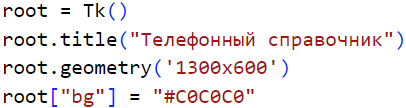 root = Tk()
root.title("Телефонный справочник")
root.geometry('1300x600')
root["bg"] = "#C0C0C0"